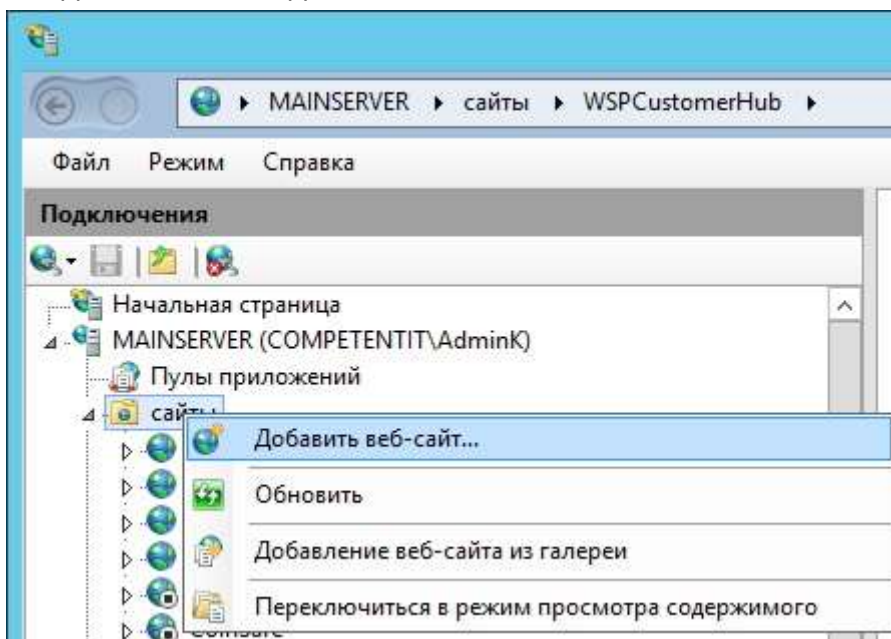 MAINSERVER сайты WSPCustomerHub
Файл Режим Справка
Подключения
Начальная страница
MAINSERVER (COMPETENTIT\AdminK)
Пулы приложений
сайты
Добавить веб-сайт...
Обновить
Добавление веб-сайта из галереи
Переключиться в режим просмотра содержимого